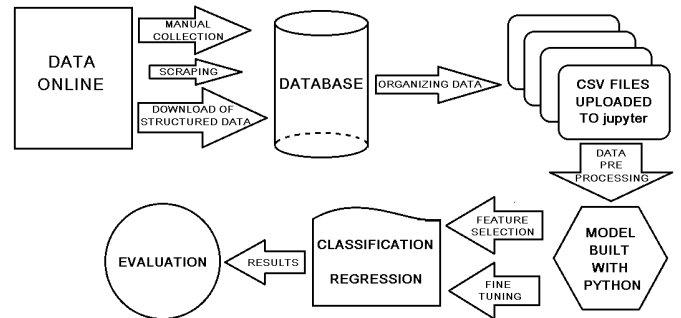 DATA
ONLINE
MANUAL
COLLECTION
SCRAPING
DOWNLOAD OF
STRUCTURED DATA
DATABASE
ORGANIZING DATA
CSV FILES
UPLOADED
TO jupyter
DATA
PRE
PROCESSING
MODEL
BUILT
WITH
PYTHON
FEATURE
SELECTION
FINE
TUNING
CLASSIFICATION
REGRESSION
RESULTS
EVALUATION